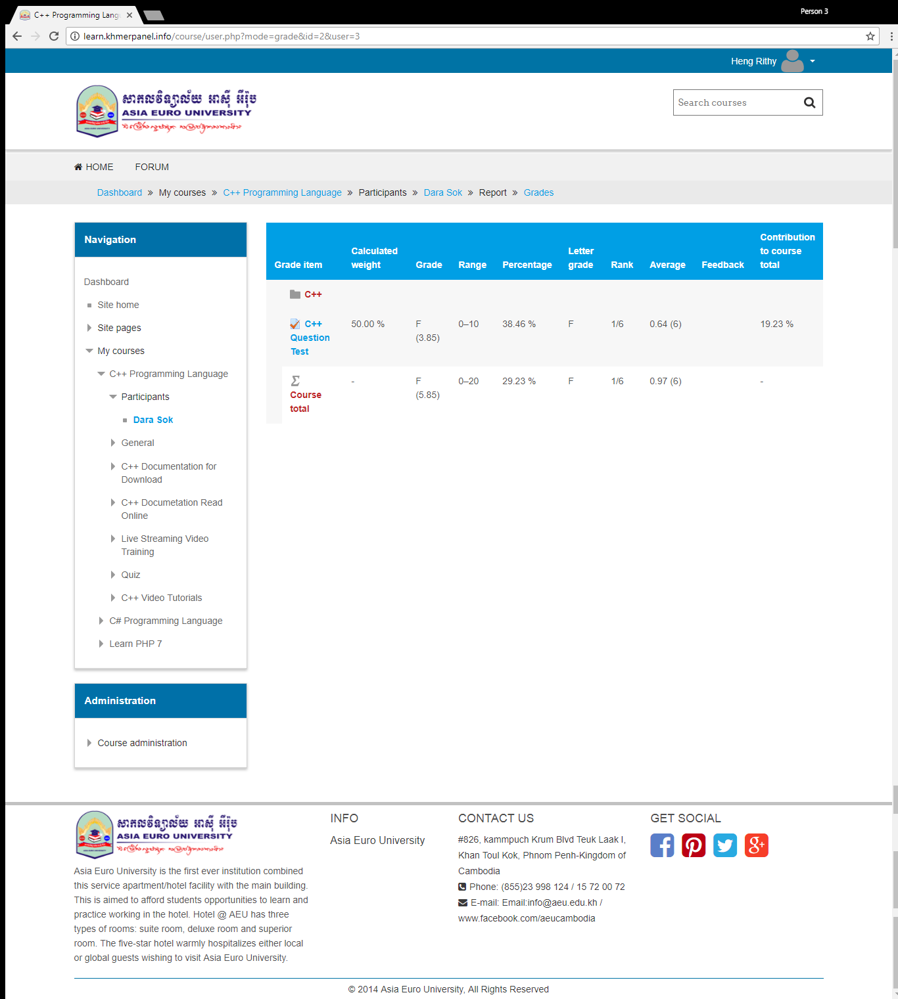 C++ Programming Lang
Person 3
learn.khmerpanel.info/course/user.php?mode=grade&id=2&user=3
Heng Rithy
សាកលវិទ្យាល័យ អាស៊ី អឺរ៉ុប
ASIA EURO UNIVERSITY
Search courses
HOME FORUM
Dashboard » My courses » C++ Programming Language » Participants » Dara Sok » Report » Grades
Navigation
Dashboard
Site home
Site pages
My courses
C++ Programming Language
Participants
Dara Sok
General
C++ Documentation for
Download
C++ Documetation Read
Online
Live Streaming Video
Training
Quiz
C++ Video Tutorials
C# Programming Language
Learn PHP 7
Administration
Course administration
Grade item Calculated weight Grade Range Percentage Letter grade Rank Average Feedback Contribution to course total
C++
C++ 50.00 % F 0–10 38.46 % F 1/6 0.64 (6) 19.23 %
Question (3.85)
Test
Σ - F 0–20 29.23 % F 1/6 0.97 (6) -
Course (5.85)
total
សាកលវិទ្យាល័យ អាស៊ី អឺរ៉ុប
ASIA EURO UNIVERSITY
Asia Euro University is the first ever institution combined
this service apartment/hotel facility with the main building.
This is aimed to afford students opportunities to learn and
practice working in the hotel. Hotel @ AEU has three
types of rooms: suite room, deluxe room and superior
room. The five-star hotel warmly hospitalizes either local
or global guests wishing to visit Asia Euro University.
INFO
Asia Euro University
CONTACT US
#826, kammpuch Krum Blvd Teuk Laak I,
Khan Toul Kok, Phnom Penh-Kingdom of
Cambodia
Phone: (855)23 998 124 / 15 72 00 72
E-mail: Email:info@aeu.edu.kh /
www.facebook.com/aeucambodia
GET SOCIAL
© 2014 Asia Euro University, All Rights Reserved